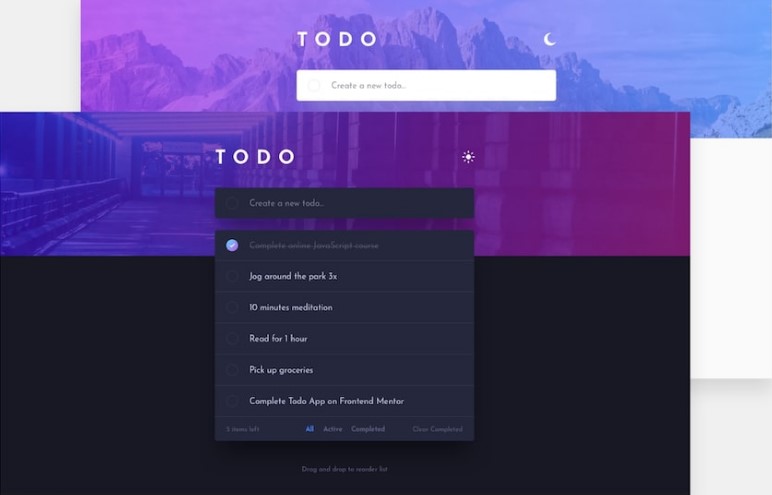 TODO
Create a new todo..
TODO
Create a new todo..
Complete online JavaScript course
Jog around the park 3x
10 minutes meditation
Read for 1 hour
Pick up groceries
Complete Todo App on Frontend Mentor
5 items left All Active Completed Clear Completed
Drag and drop to reorder list